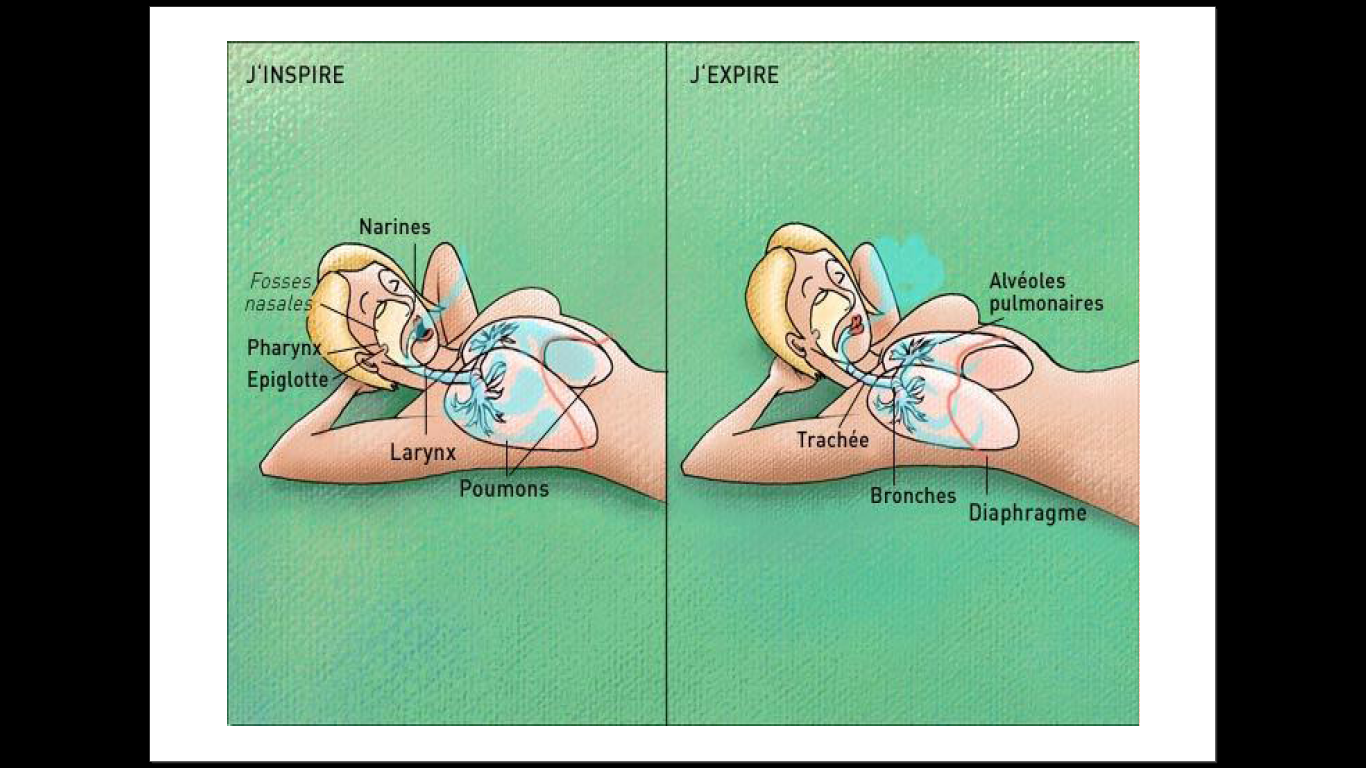 J'INSPIRE
Narines
Fosses
nasales
Pharynx
Epiglotte
Larynx
Poumons
J'EXPIRE
Alvéoles
pulmonaires
Trachée
Bronches
Diaphragme